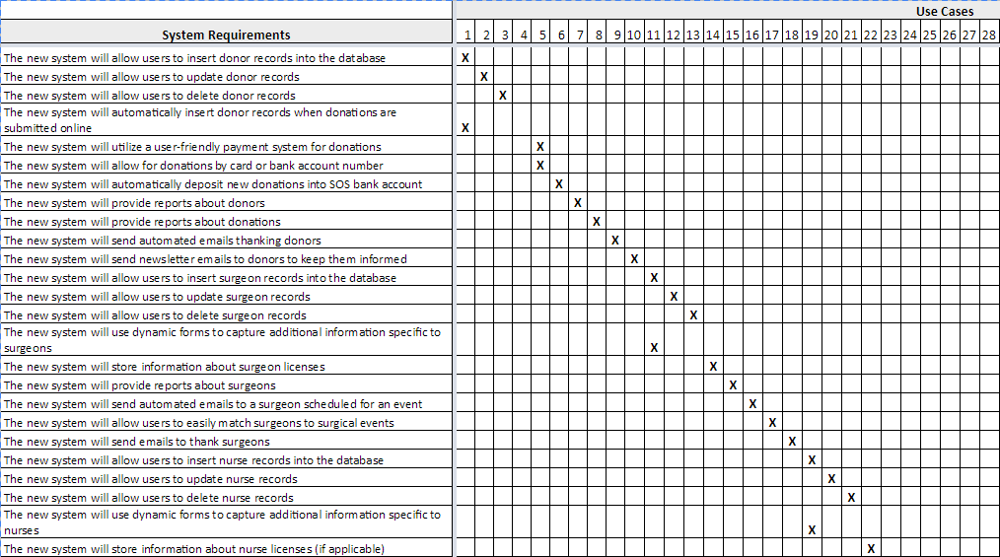 Use Cases
System Requirements 1 2 3 4 5 6 7 8 9 10 11 12 13 14 15 16 17 18 19 20 21 22 23 24 25 26 27 28
The new system will allow users to insert donor records into the database X
The new system will allow users to update donor records X
The new system will allow users to delete donor records X
The new system will automatically insert donor records when donations are
submitted online X
The new system will utilize a user-friendly payment system for donations X
The new system will allow for donations by card or bank account number X
The new system will automatically deposit new donations into SOS bank account X
The new system will provide reports about donors X
The new system will provide reports about donations X
The new system will send automated emails thanking donors X
The new system will send newsletter emails to donors to keep them informed X
The new system will allow users to insert surgeon records into the database X
The new system will allow users to update surgeon records X
The new system will allow users to delete surgeon records X
The new system will use dynamic forms to capture additional information specific to
surgeons X
The new system will store information about surgeon licenses X
The new system will provide reports about surgeons X
The new system will send automated emails to a surgeon scheduled for an event X
The new system will allow users to easily match surgeons to surgical events X
The new system will send emails to thank surgeons X
The new system will allow users to insert nurse records into the database X
The new system will allow users to update nurse records X
The new system will allow users to delete nurse records X
The new system will use dynamic forms to capture additional information specific to
nurses X
The new system will store information about nurse licenses (if applicable) X